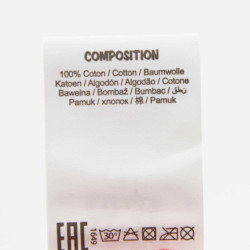 COMPOSITION
100% Coton / Cotton / Baumwolle
Katoen / Algodón / Algodão / Cotone
Bawełna / Bombaž / Bumbac / قطن
Pamuk / хлопок / 棉 / Pamuk /
EAC
1649
30°